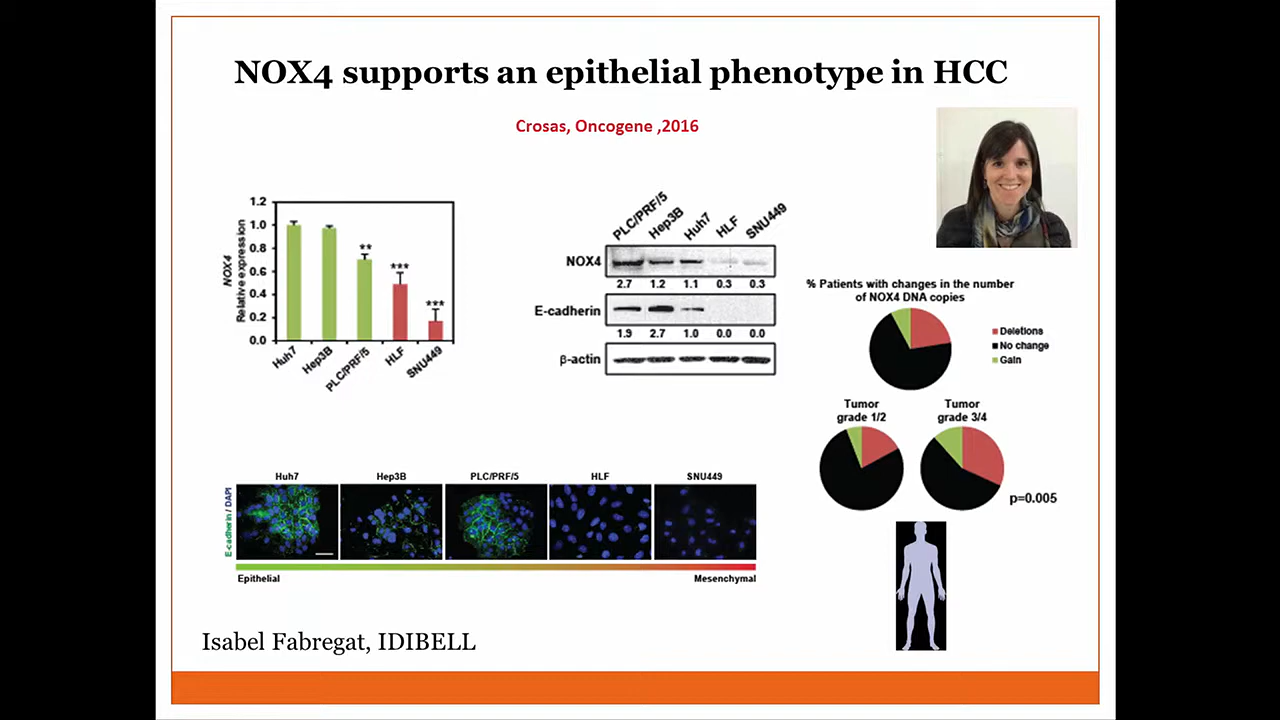 NOX4 supports an epithelial phenotype in HCC
Crosas, Oncogene ,2016
NOX4
Relative expression
1.2
1.0
0.8
0.6
0.4
0.2
0.0
**
***
***
Huh7
Hep3B
PLC/PRF/5
HLF
SNU449
PLC/PRF/5
Hep3B
Huh7
HLF
SNU449
NOX4
2.7 1.2 1.1 0.3 0.3
E-cadherin
1.9 2.7 1.0 0.0 0.0
β-actin
% Patients with changes in the number
of NOX4 DNA copies
Deletions
No change
Gain
Tumor
grade 1/2
Tumor
grade 3/4
p=0.005
Huh7 Hep3B PLC/PRF/5 HLF SNU449
E-cadherin / DAPI
Epithelial Mesenchymal
Isabel Fabregat, IDIBELL